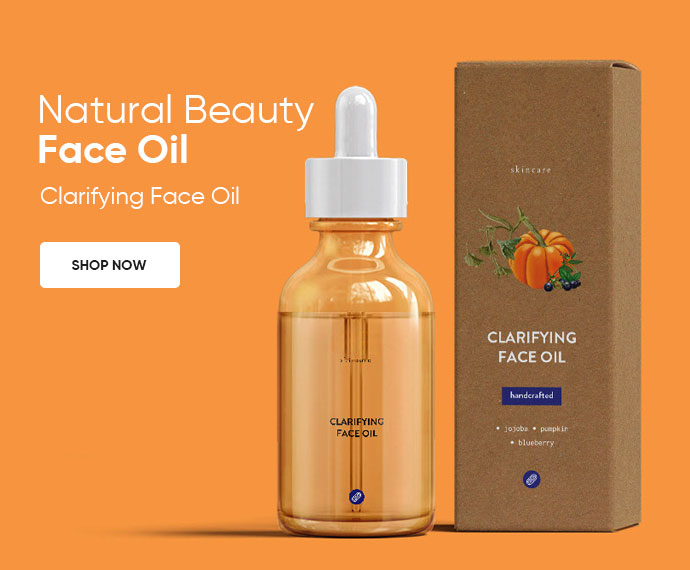 Natural Beauty
Face Oil
Clarifying Face Oil
SHOP NOW
skincare
CLARIFYING
FACE OIL
handcrafted
• jojoba • pumpkin
• blueberry
skincare
CLARIFYING
FACE OIL